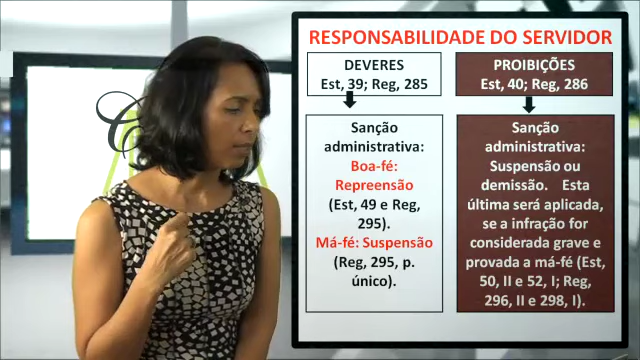 RESPONSABILIDADE DO SERVIDOR
DEVERES
Est, 39; Reg, 285
Sanção
administrativa:
Boa-fé:
Repreensão
(Est, 49 e Reg,
295).
Má-fé: Suspensão
(Reg, 295, p.
único).
PROIBIÇÕES
Est, 40; Reg, 286
Sanção
administrativa:
Suspensão ou
demissão. Esta
última será aplicada,
se a infração for
considerada grave e
provada a má-fé (Est,
50, II e 52, I; Reg,
296, II e 298, I).